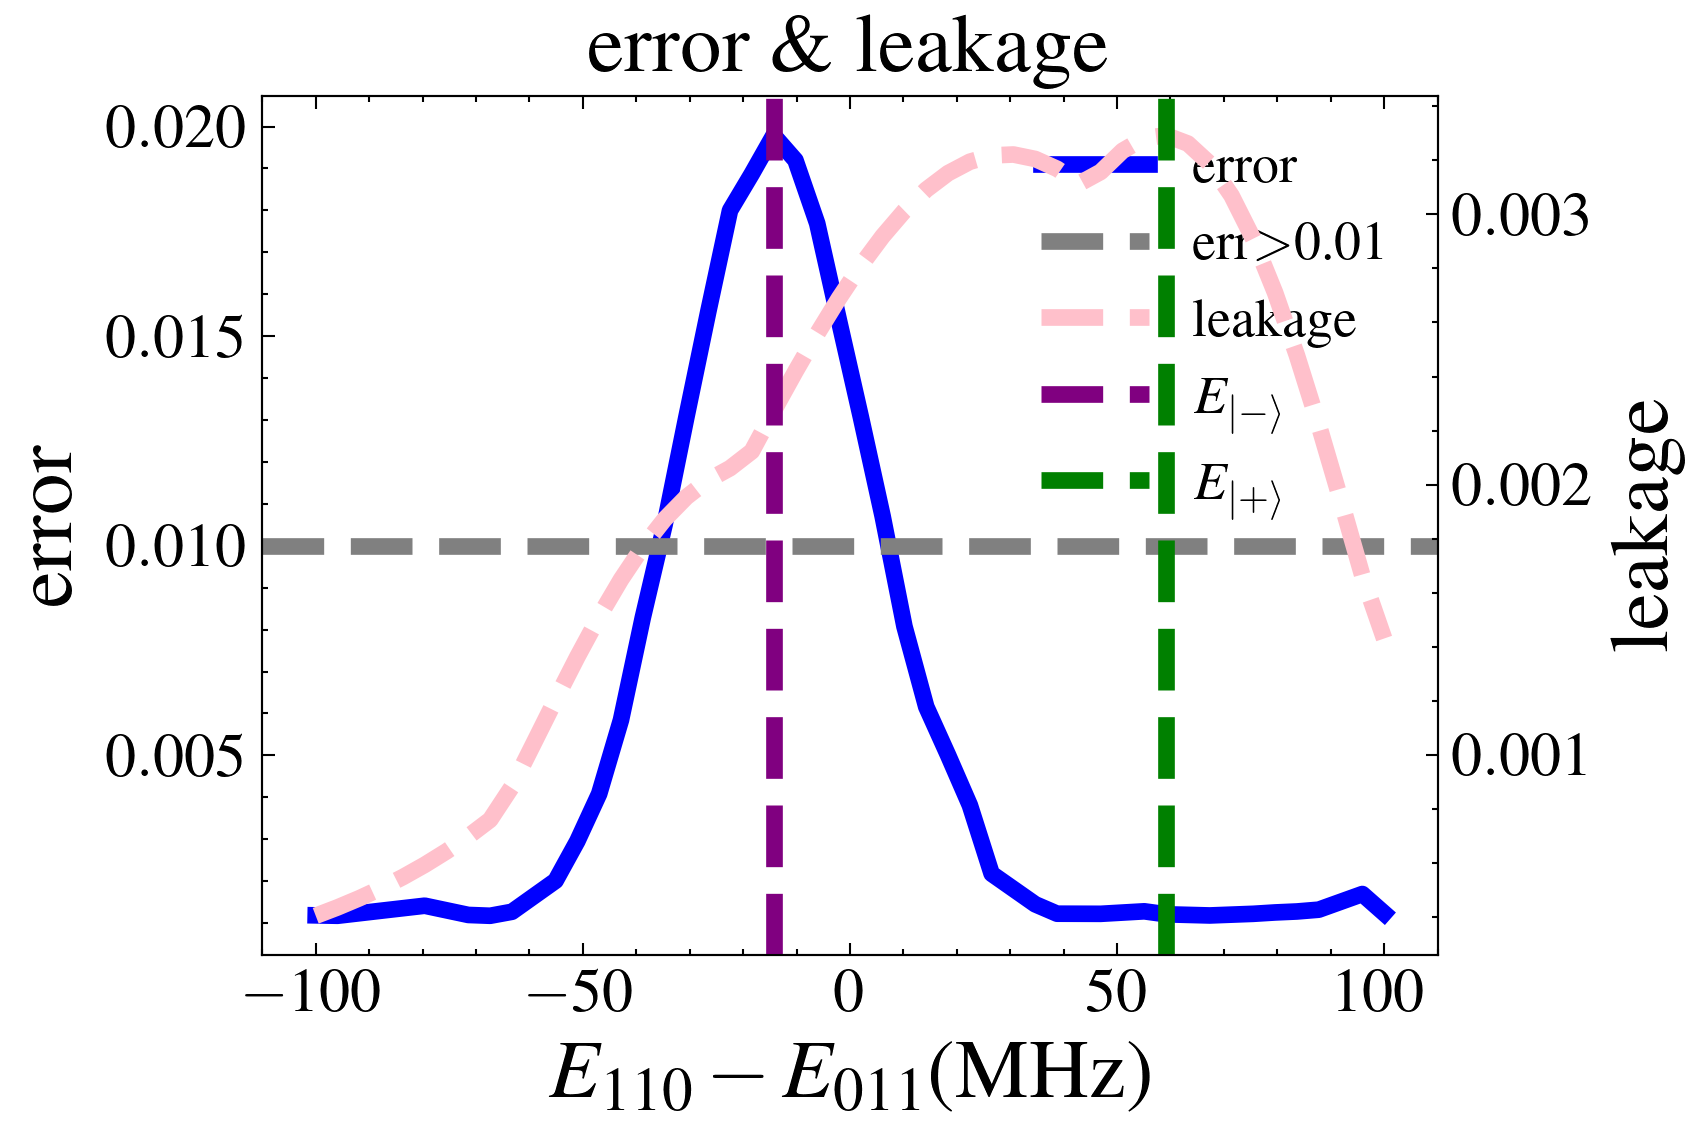 error & leakage
0.020
0.015
0.010
0.005
error
error
err>0.01
leakage
E|−⟩
E|+⟩
0.003
0.002
0.001
leakage
−100 −50 0 50 100
E110 − E011(MHz)